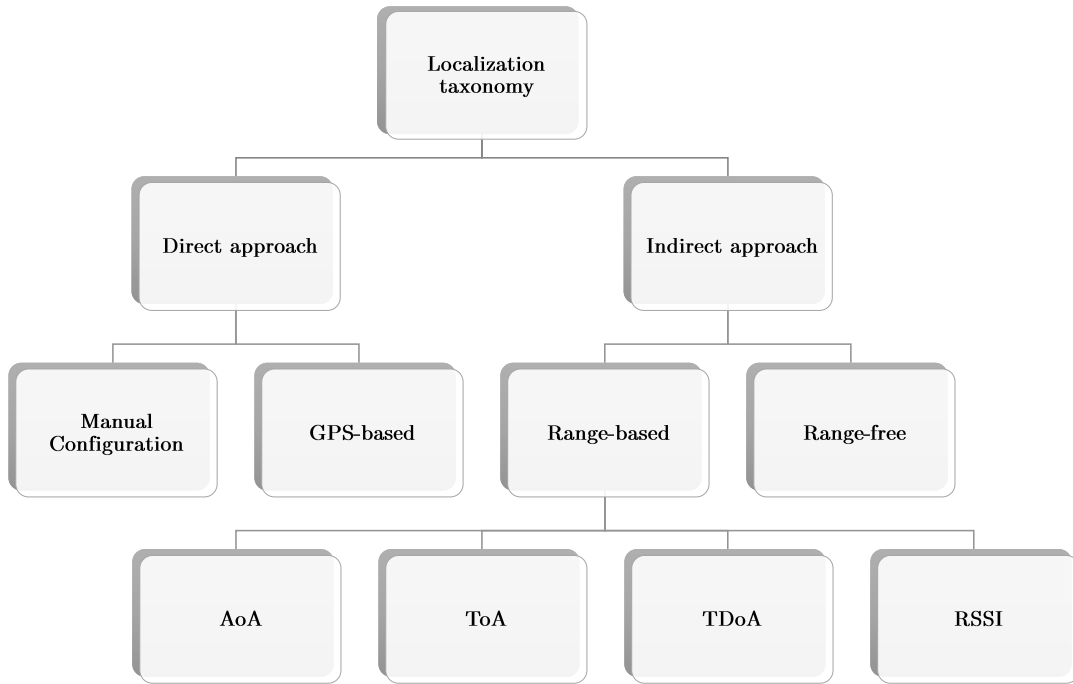 Localization
taxonomy
Direct approach
Indirect approach
Manual
Configuration
GPS-based
Range-based
Range-free
AoA
ToA
TDoA
RSSI